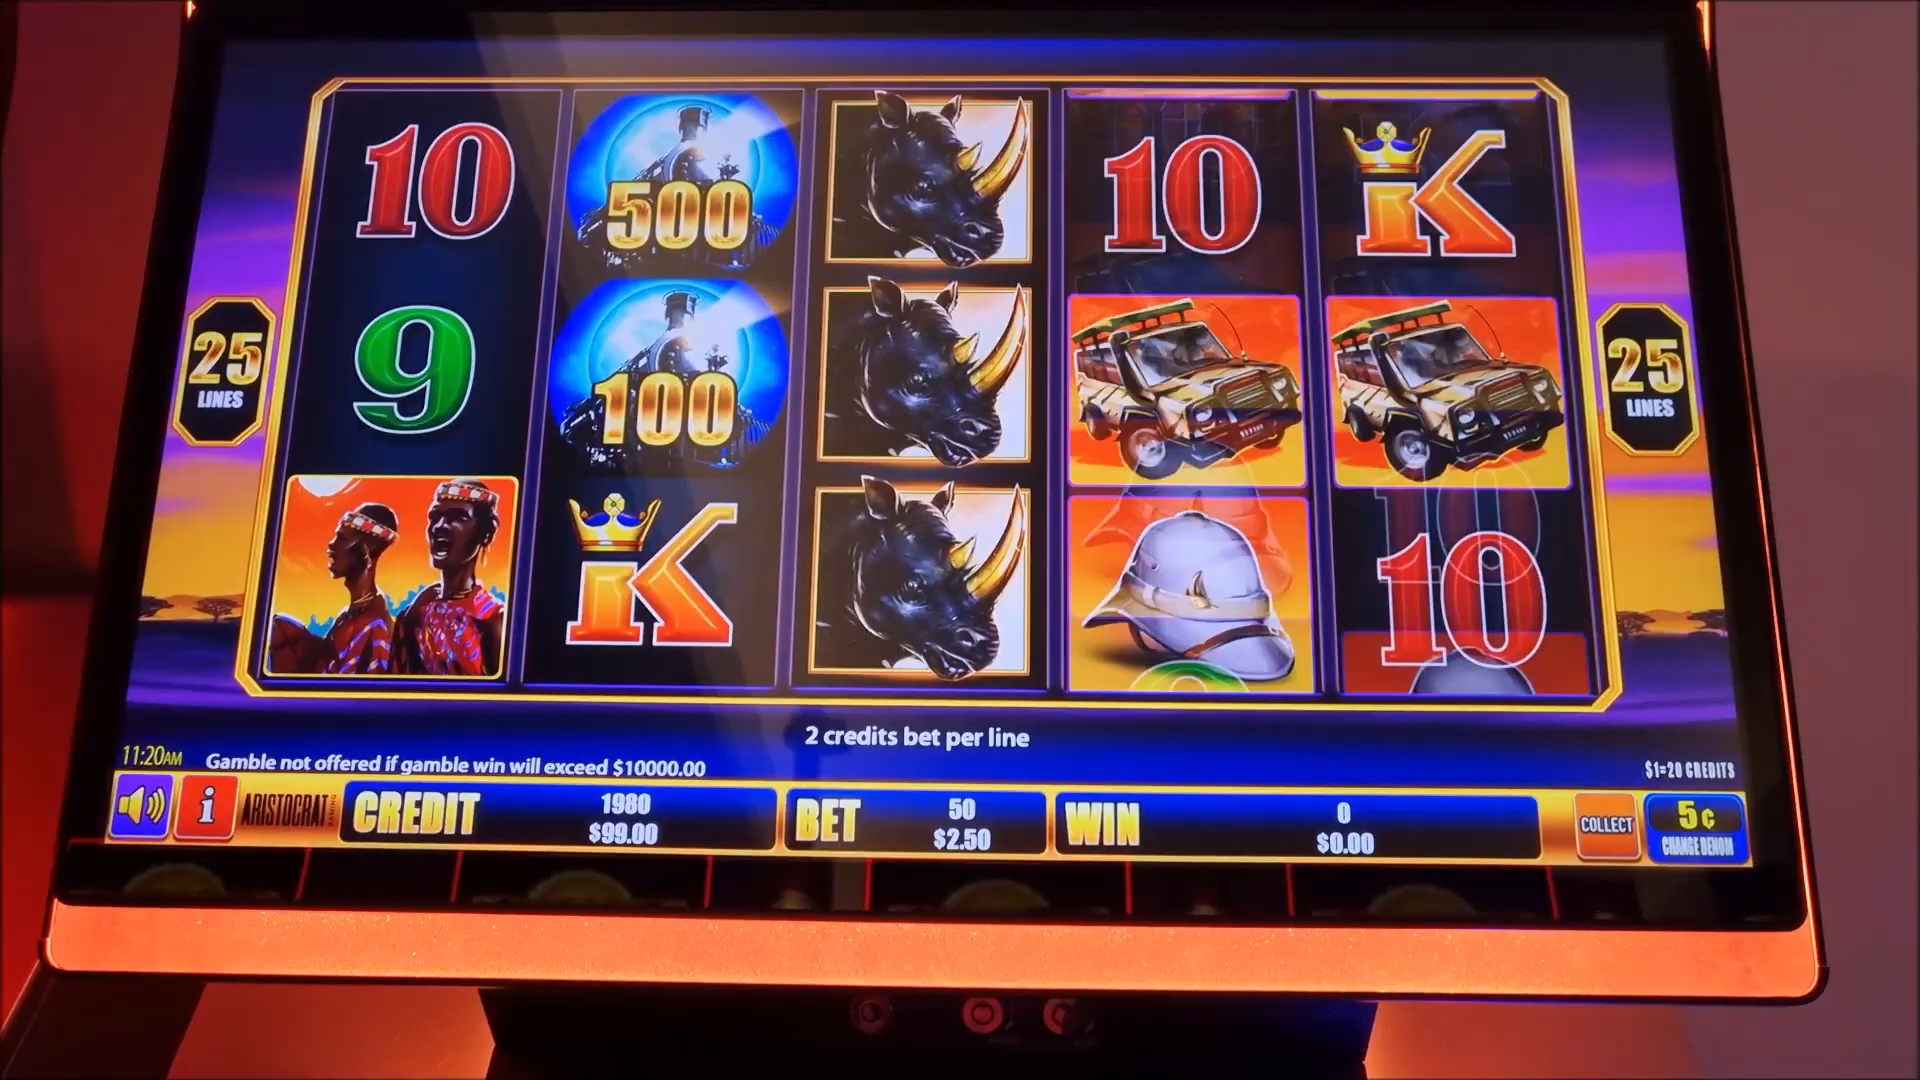 10 500 10 K
25 LINES 9 100 25 LINES
K 10
2 credits bet per line
11:20AM Gamble not offered if gamble win will exceed $10000.00 $1=20 CREDITS
i ARISTOCRAT GAMING CREDIT 1980 $99.00 BET 50 $2.50 WIN 0 $0.00 COLLECT 5¢ CHANGE DENOM